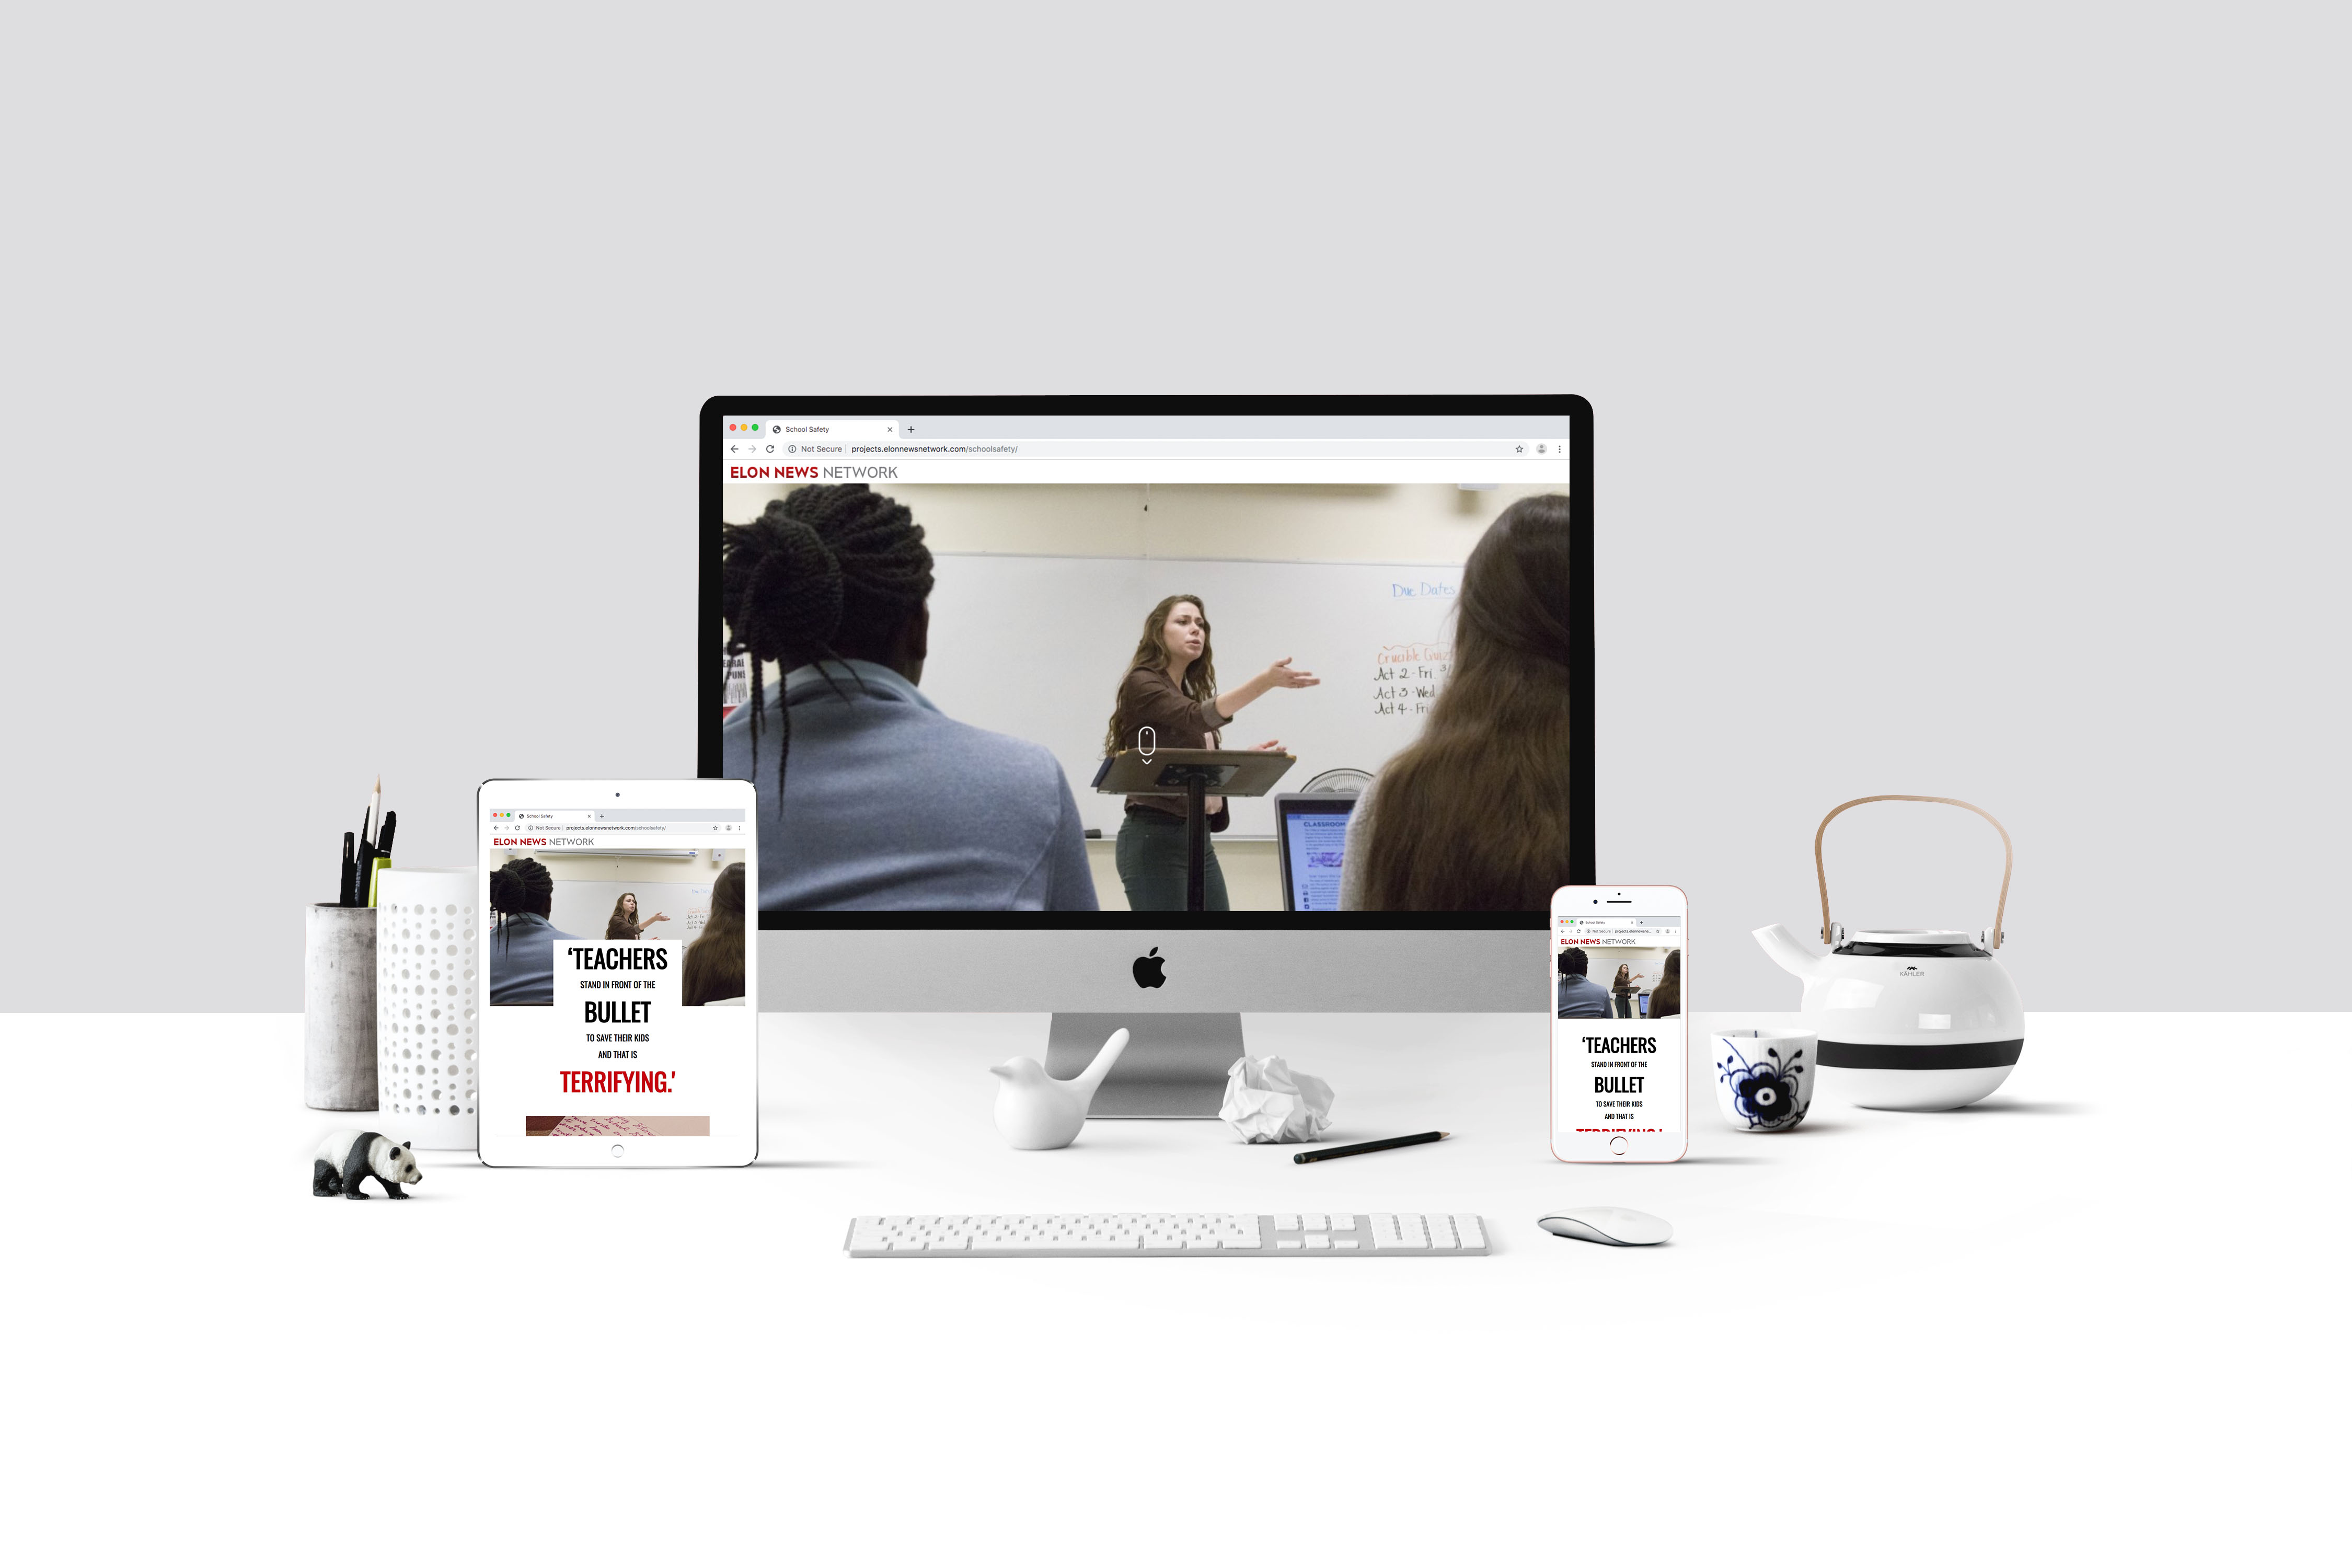 School Safety
Not Secure | projects.elonnewsnetwork.com/schoolsafety/
ELON NEWS NETWORK
Due Dates
Crucible Quiz
Act 2 - Fri 3/
Act 3 - Wed
Act 4 - Fri
CLASSROOM
School Safety
Not Secure | projects.elonnewsnetwork.com/schoolsafety/
ELON NEWS NETWORK
‘TEACHERS
STAND IN FRONT OF THE
BULLET
TO SAVE THEIR KIDS
AND THAT IS
TERRIFYING.'
School Safety
Not Secure | projects.elonnewsne...
ELON NEWS NETWORK
‘TEACHERS
STAND IN FRONT OF THE
BULLET
TO SAVE THEIR KIDS
AND THAT IS
TERRIFYING.'
KÄHLER